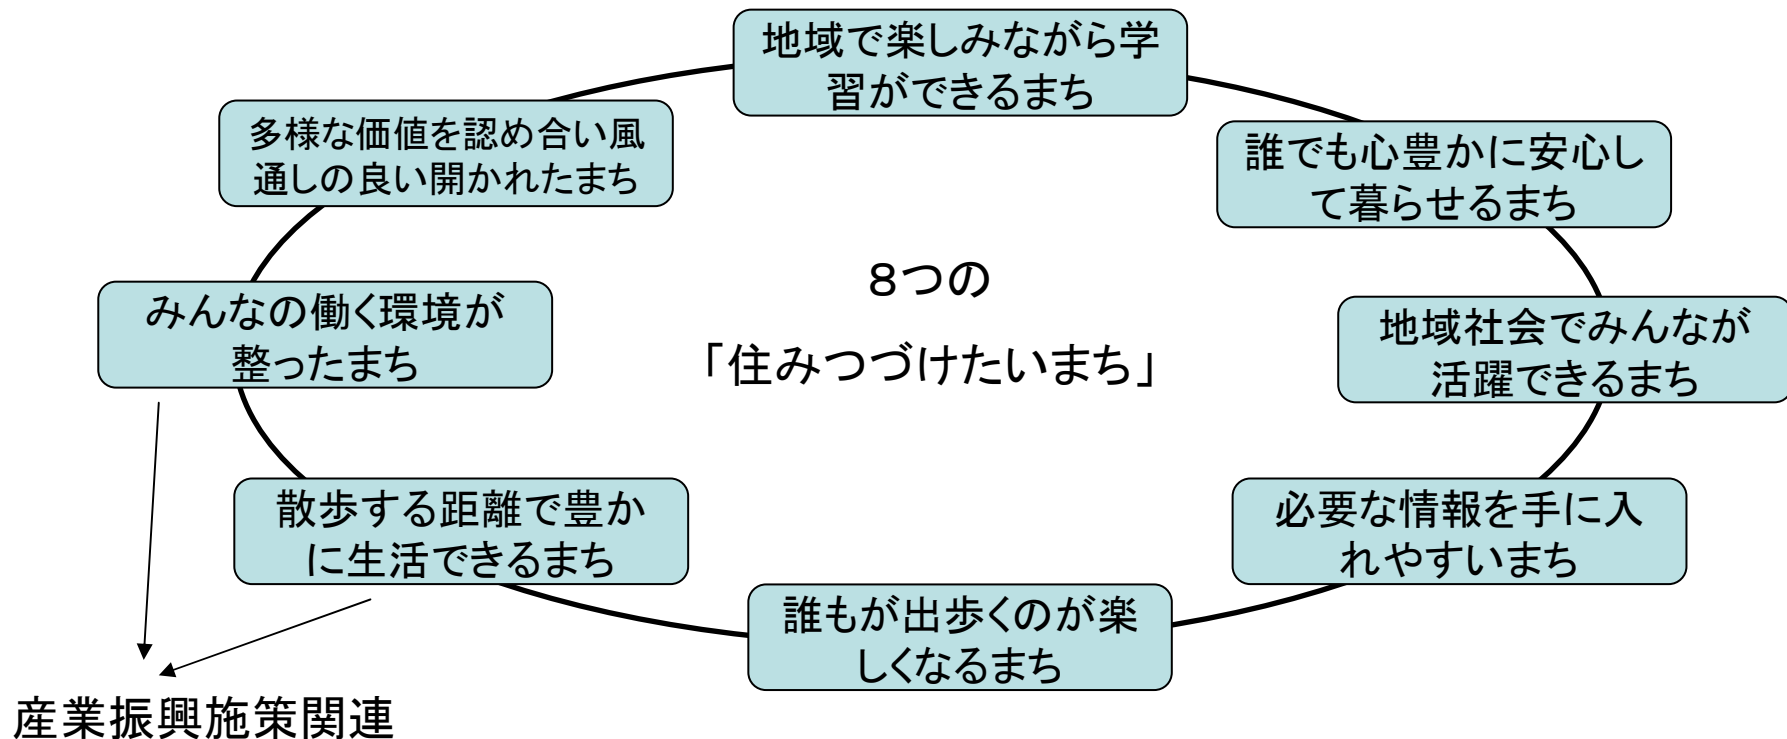 地域で楽しみながら学
習ができるまち
多様な価値を認め合い風
通しの良い開かれたまち
誰でも心豊かに安心し
て暮らせるまち
8つの
「住みつづけたいまち」
みんなの働く環境が
整ったまち
地域社会でみんなが
活躍できるまち
散歩する距離で豊か
に生活できるまち
必要な情報を手に入
れやすいまち
誰もが出歩くのが楽
しくなるまち
産業振興施策関連